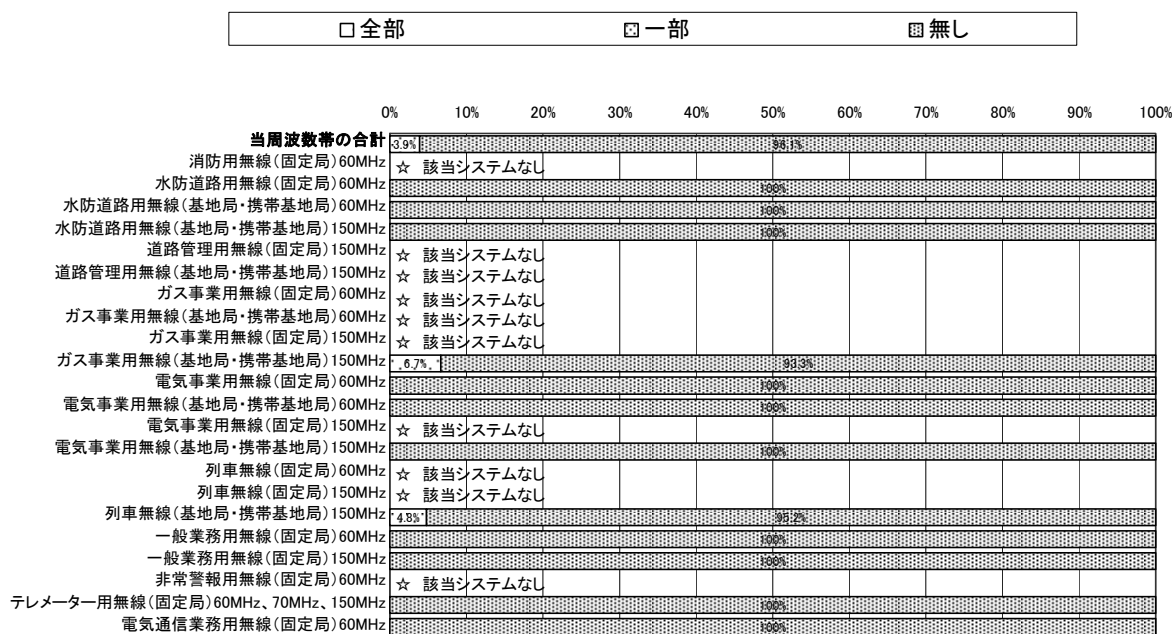 □全部 一部 無し
0% 10% 20% 30% 40% 50% 60% 70% 80% 90% 100%
当周波数帯の合計 3.9% 96.1%
消防用無線(固定局)60MHz ☆ 該当システムなし
水防道路用無線(固定局)60MHz 100%
水防道路用無線(基地局・携帯基地局)60MHz 100%
水防道路用無線(基地局・携帯基地局)150MHz 100%
道路管理用無線(固定局)150MHz ☆ 該当システムなし
道路管理用無線(基地局・携帯基地局)150MHz ☆ 該当システムなし
ガス事業用無線(固定局)60MHz ☆ 該当システムなし
ガス事業用無線(基地局・携帯基地局)60MHz ☆ 該当システムなし
ガス事業用無線(固定局)150MHz ☆ 該当システムなし
ガス事業用無線(基地局・携帯基地局)150MHz 6.7% 93.3%
電気事業用無線(固定局)60MHz 100%
電気事業用無線(基地局・携帯基地局)60MHz 100%
電気事業用無線(固定局)150MHz ☆ 該当システムなし
電気事業用無線(基地局・携帯基地局)150MHz 100%
列車無線(固定局)60MHz ☆ 該当システムなし
列車無線(固定局)150MHz ☆ 該当システムなし
列車無線(基地局・携帯基地局)150MHz 4.8% 95.2%
一般業務用無線(固定局)60MHz 100%
一般業務用無線(固定局)150MHz 100%
非常警報用無線(固定局)60MHz ☆ 該当システムなし
テレメーター用無線(固定局)60MHz、70MHz、150MHz 100%
電気通信業務用無線(固定局)60MHz 100%